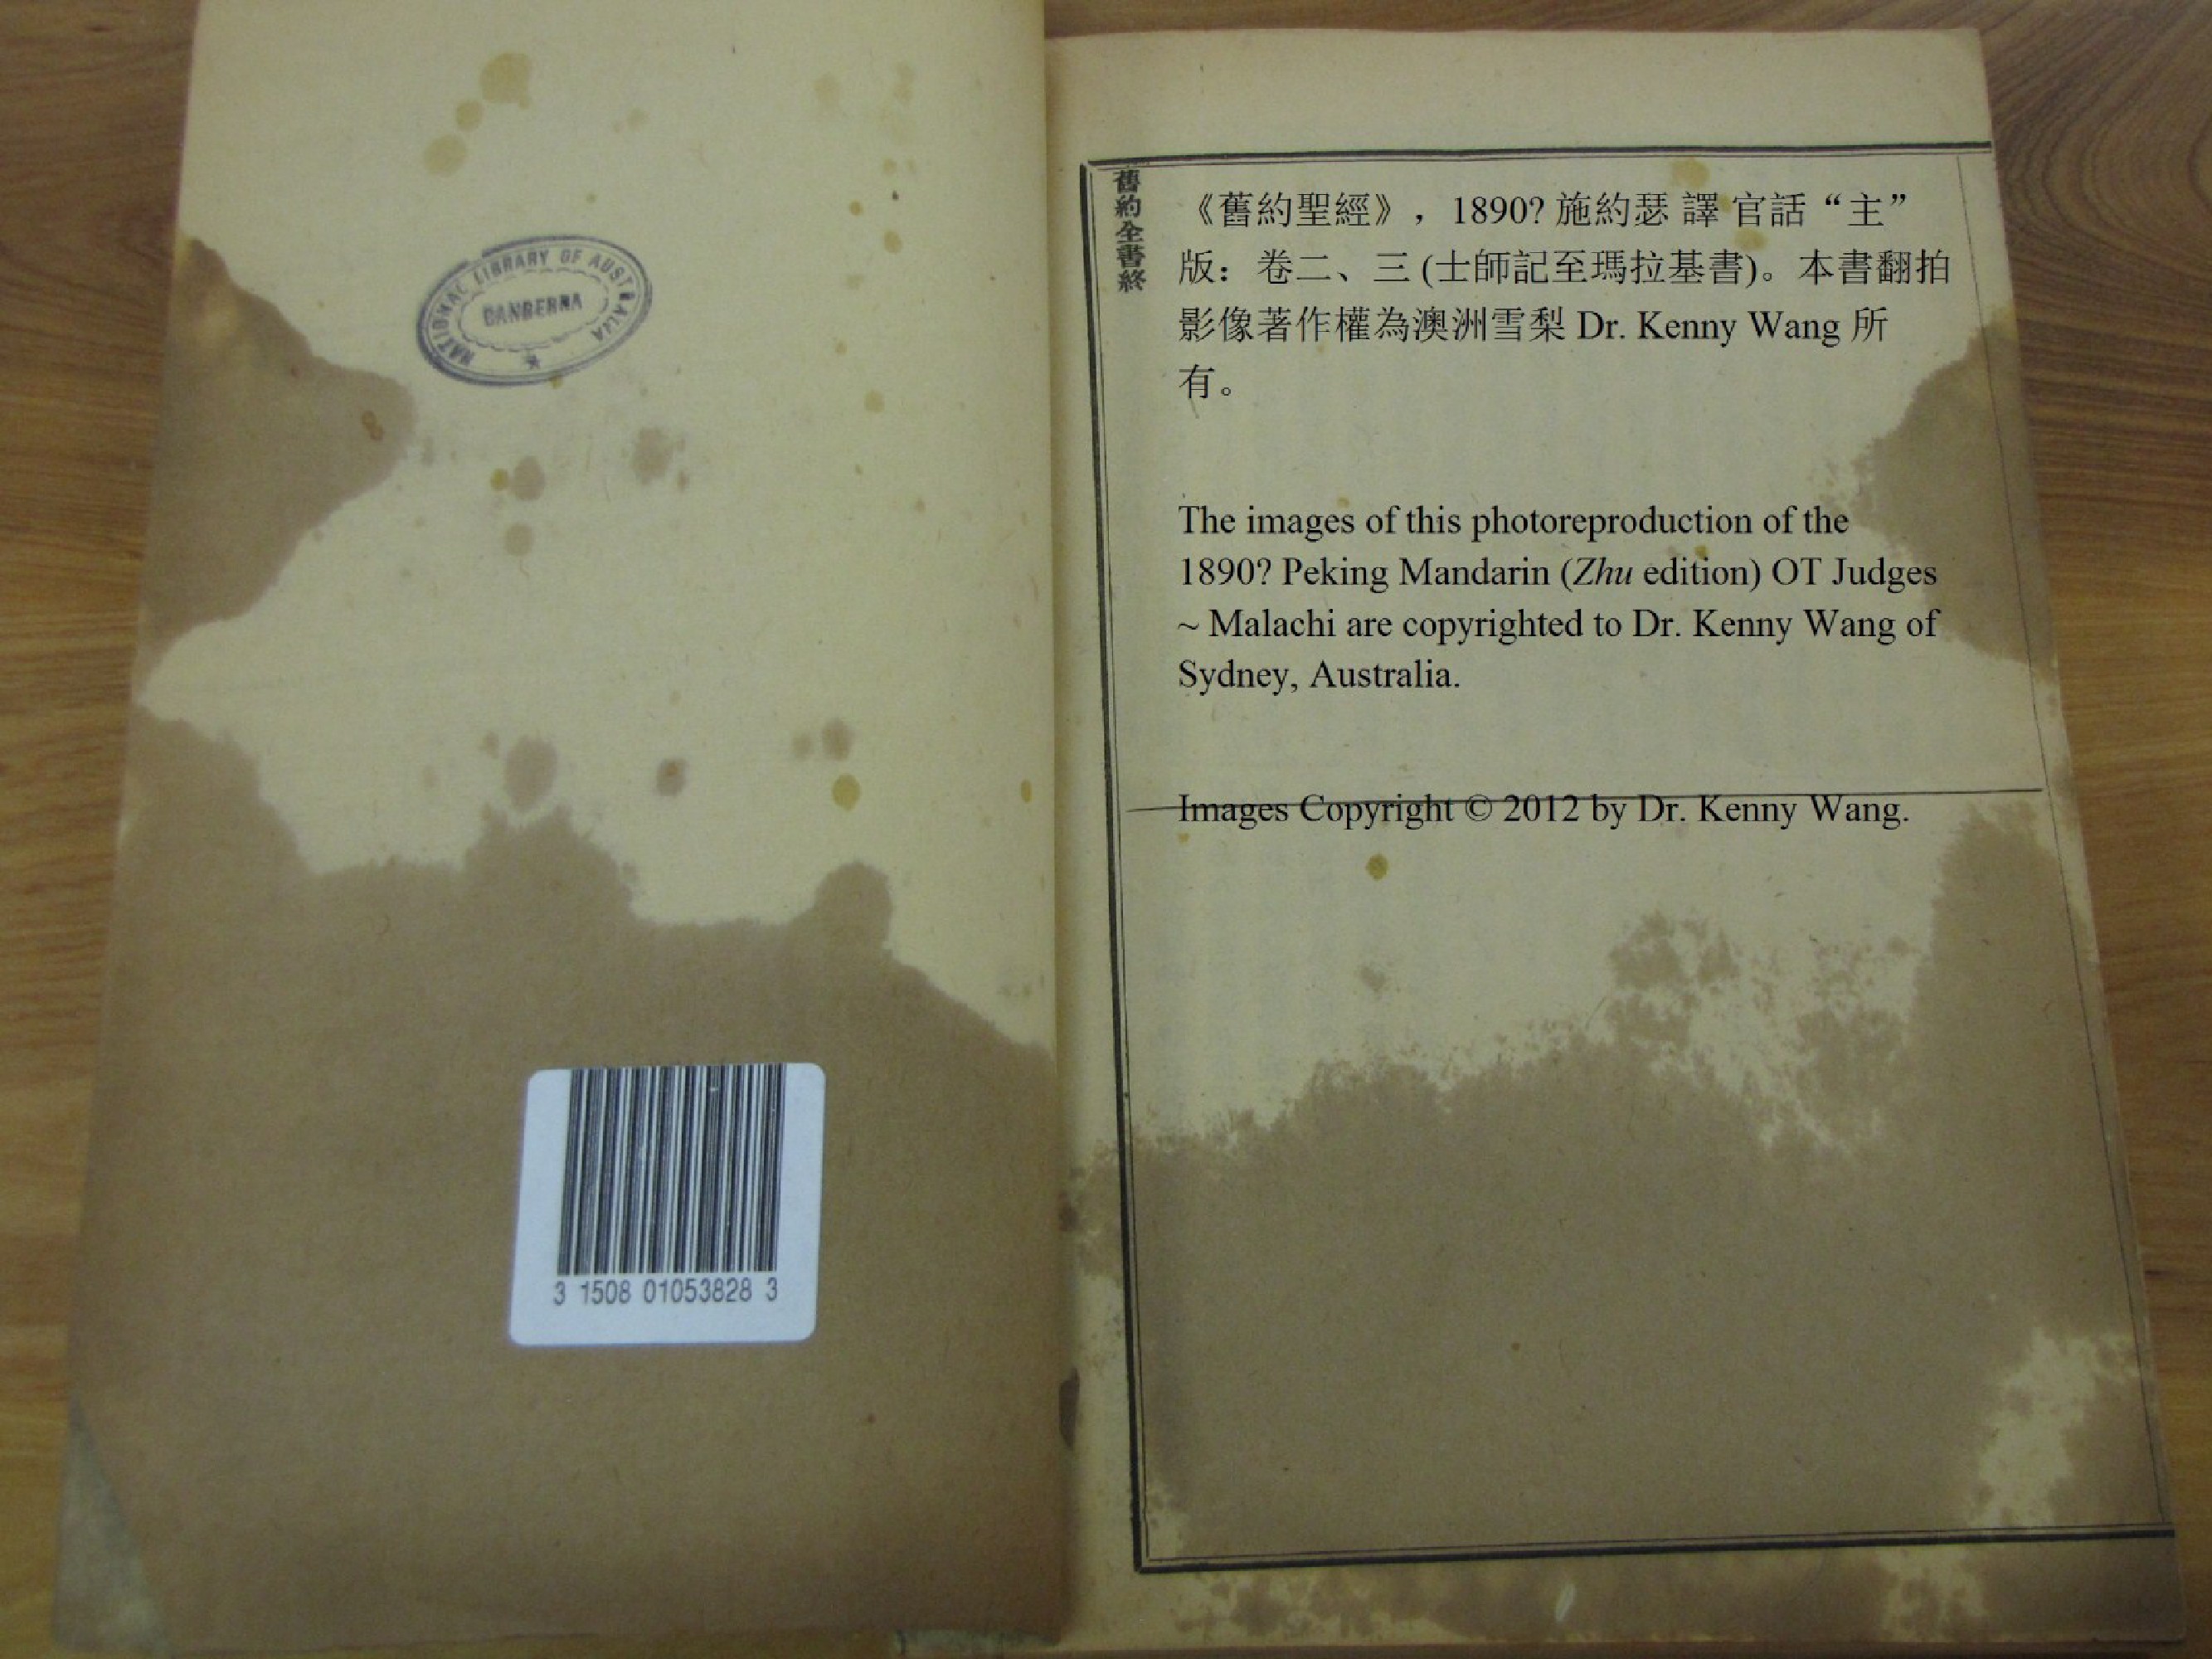 NATIONAL LIBRARY OF AUSTRALIA
CANBERRA
3 1508 01053828 3
舊約全書終
《舊約聖經》，1890? 施約瑟 譯 官話“主”
版：卷二、三 (士師記至瑪拉基書)。本書翻拍
影像著作權為澳洲雪梨 Dr. Kenny Wang 所
有。
The images of this photoreproduction of the
1890? Peking Mandarin (Zhu edition) OT Judges
~ Malachi are copyrighted to Dr. Kenny Wang of
Sydney, Australia.
Images Copyright © 2012 by Dr. Kenny Wang.